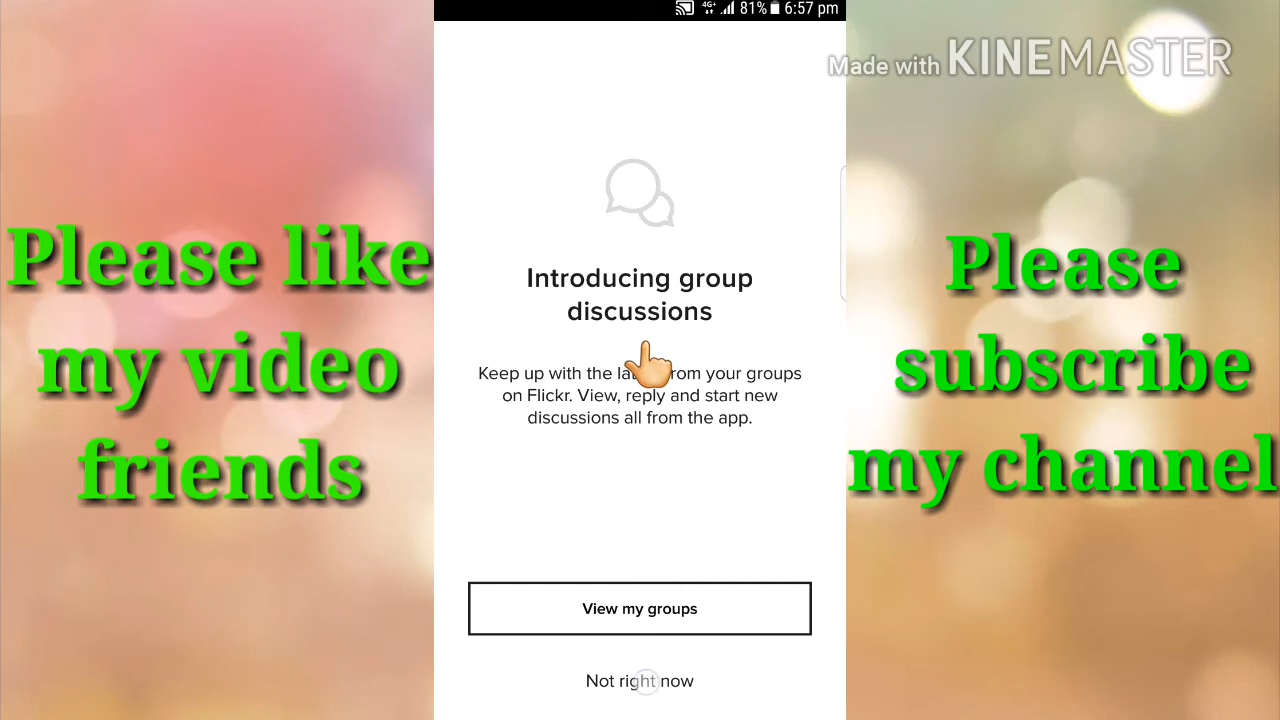 4G+ 81% 6:57 pm
Made with KINEMASTER
Please like
my video
friends
Introducing group
discussions
Keep up with the la from your groups
on Flickr. View, reply and start new
discussions all from the app.
View my groups
Not right now
Please
subscribe
my channel